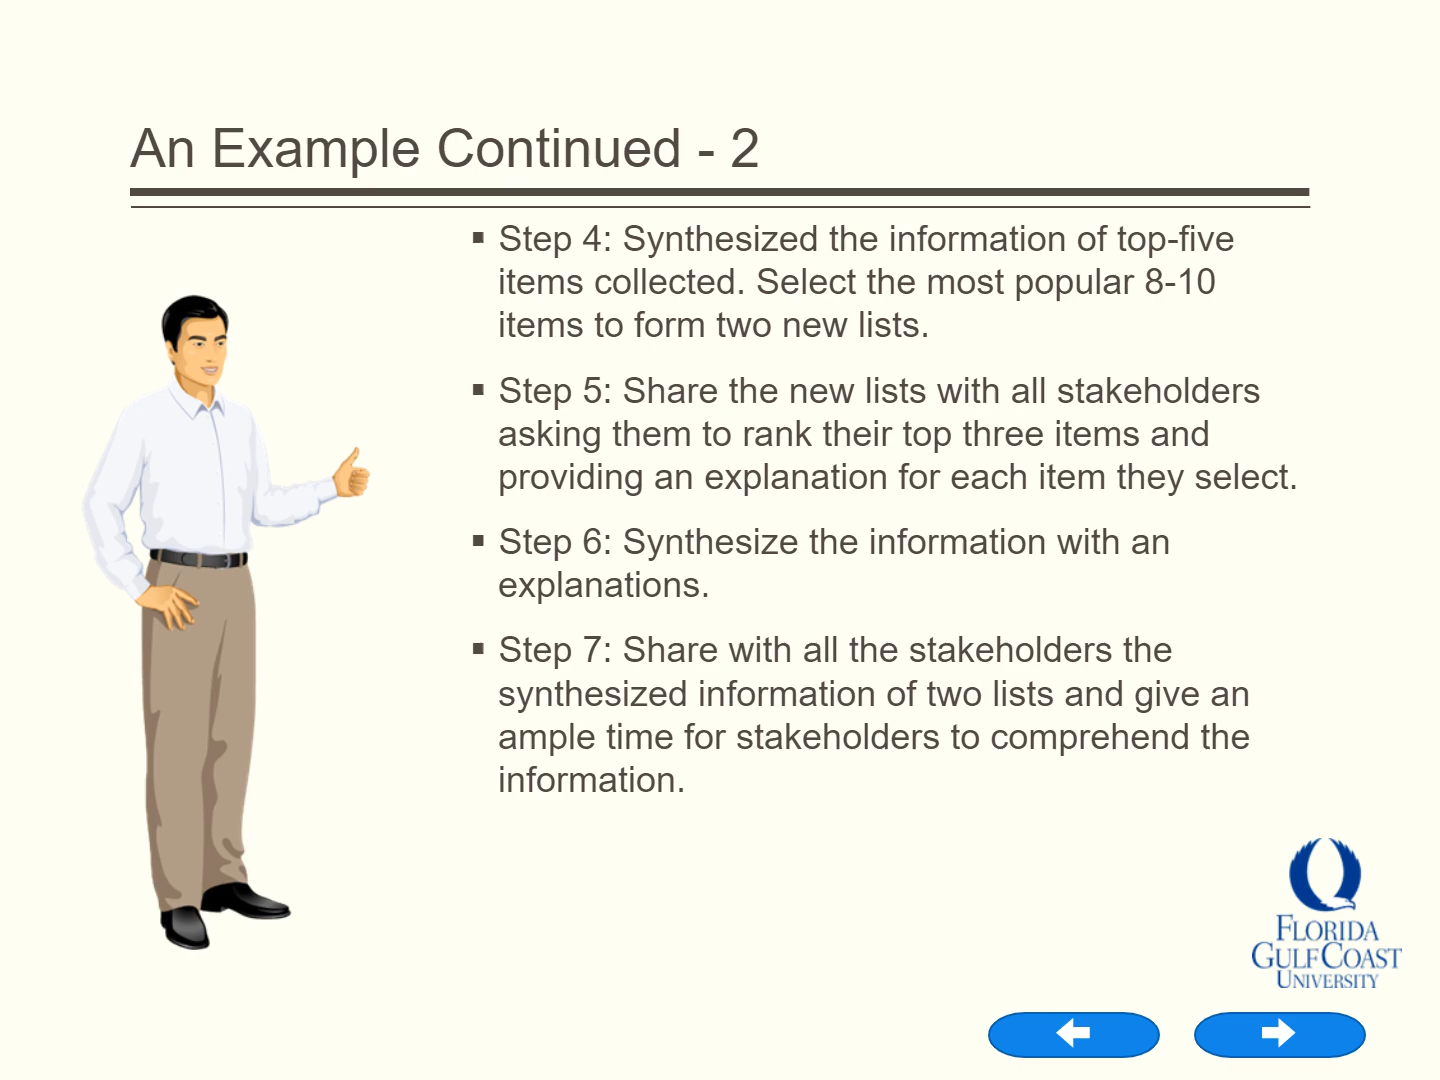 An Example Continued - 2
▪ Step 4: Synthesized the information of top-five
items collected. Select the most popular 8-10
items to form two new lists.
▪ Step 5: Share the new lists with all stakeholders
asking them to rank their top three items and
providing an explanation for each item they select.
▪ Step 6: Synthesize the information with an
explanations.
▪ Step 7: Share with all the stakeholders the
synthesized information of two lists and give an
ample time for stakeholders to comprehend the
information.
FLORIDA
GULF COAST
UNIVERSITY